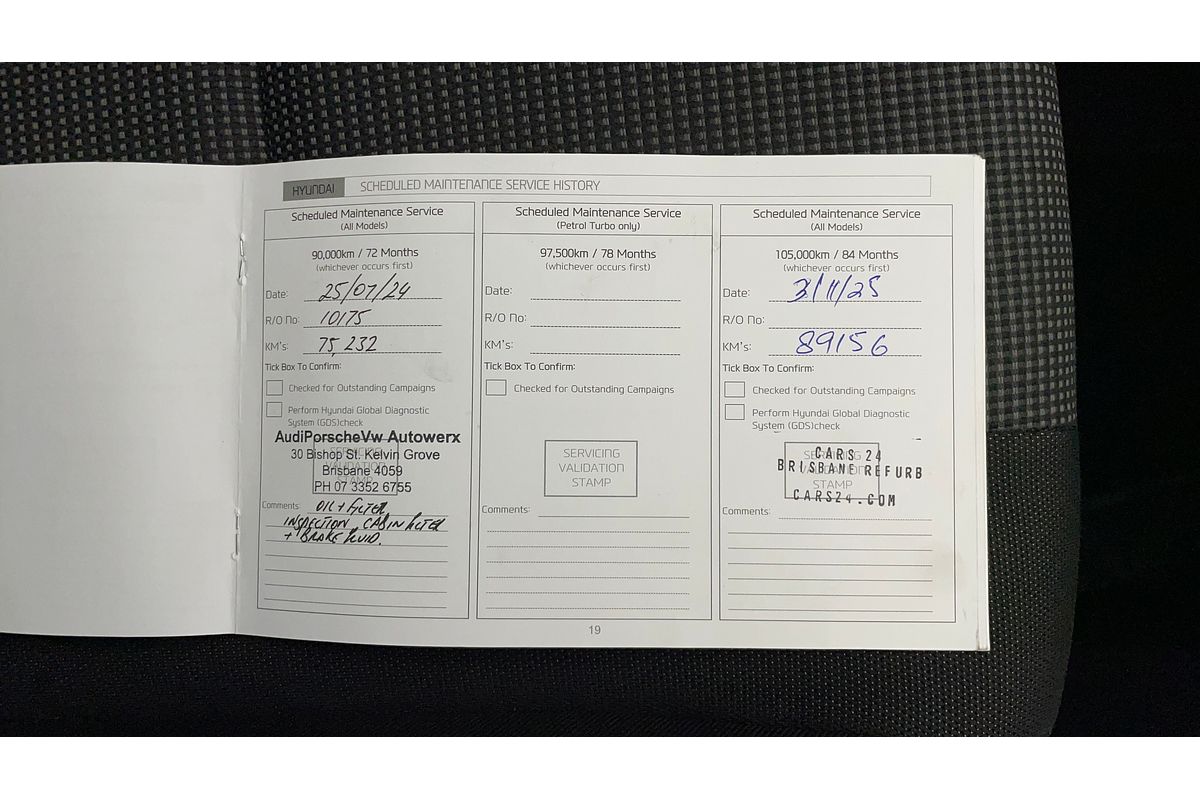 HYUNDAI SCHEDULED MAINTENANCE SERVICE HISTORY
Scheduled Maintenance Service
(All Models)
90,000km / 72 Months
(whichever occurs first)
Date: 25/07/24
R/O No: 10175
KM's: 75,232
Tick Box To Confirm:
Checked for Outstanding Campaigns
Perform Hyundai Global Diagnostic
System (GDS)check
AudiPorscheVw Autowerx
30 Bishop St. Kelvin Grove
Brisbane 4059
PH 07 3352 6755
SERVICING
VALIDATION
STAMP
Comments: OIL + FILTER
INSPECTION, CABIN FILTER
+ BRAKE FLUID.
Scheduled Maintenance Service
(Petrol Turbo only)
97,500km / 78 Months
(whichever occurs first)
Date:
R/O No:
KM's:
Tick Box To Confirm:
Checked for Outstanding Campaigns
SERVICING
VALIDATION
STAMP
Comments:
Scheduled Maintenance Service
(All Models)
105,000km / 84 Months
(whichever occurs first)
Date: 3/11/25
R/O No:
KM's: 89156
Tick Box To Confirm:
Checked for Outstanding Campaigns
Perform Hyundai Global Diagnostic
System (GDS)check
SERVICING
VALIDATION
STAMP
CARS 24
BRISBANE REFURB
CARS24.COM
Comments:
19